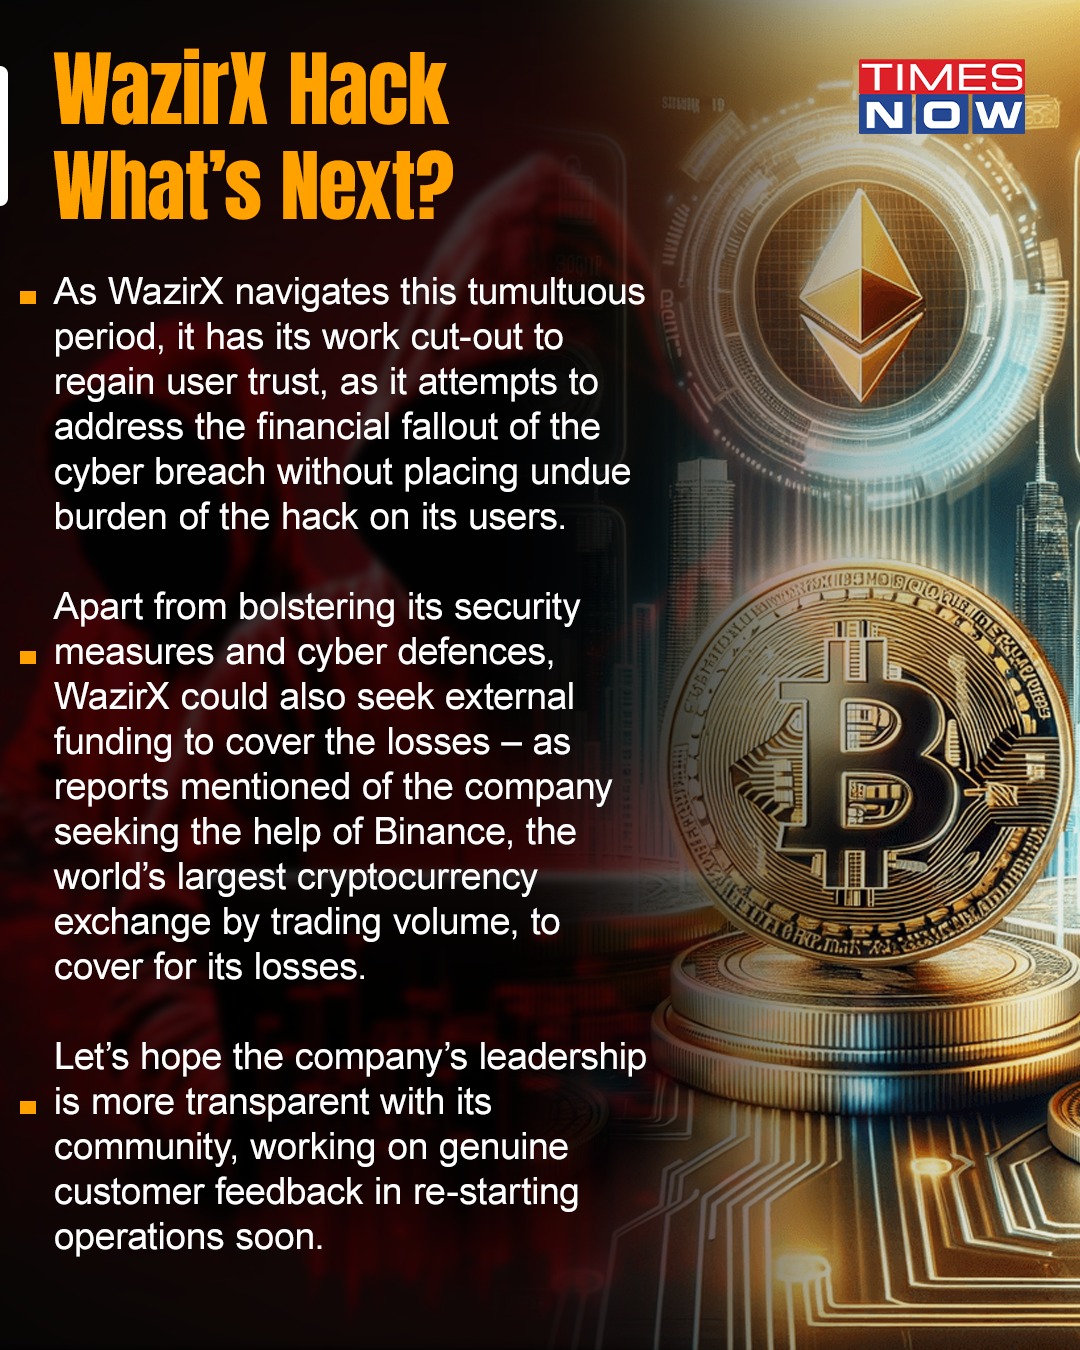 WazirX Hack
What's Next?
TIMES
NOW
As WazirX navigates this tumultuous
period, it has its work cut-out to
regain user trust, as it attempts to
address the financial fallout of the
cyber breach without placing undue
burden of the hack on its users.
Apart from bolstering its security
measures and cyber defences,
WazirX could also seek external
funding to cover the losses – as
reports mentioned of the company
seeking the help of Binance, the
world's largest cryptocurrency
exchange by trading volume, to
cover for its losses.
Let's hope the company's leadership
is more transparent with its
community, working on genuine
customer feedback in re-starting
operations soon.